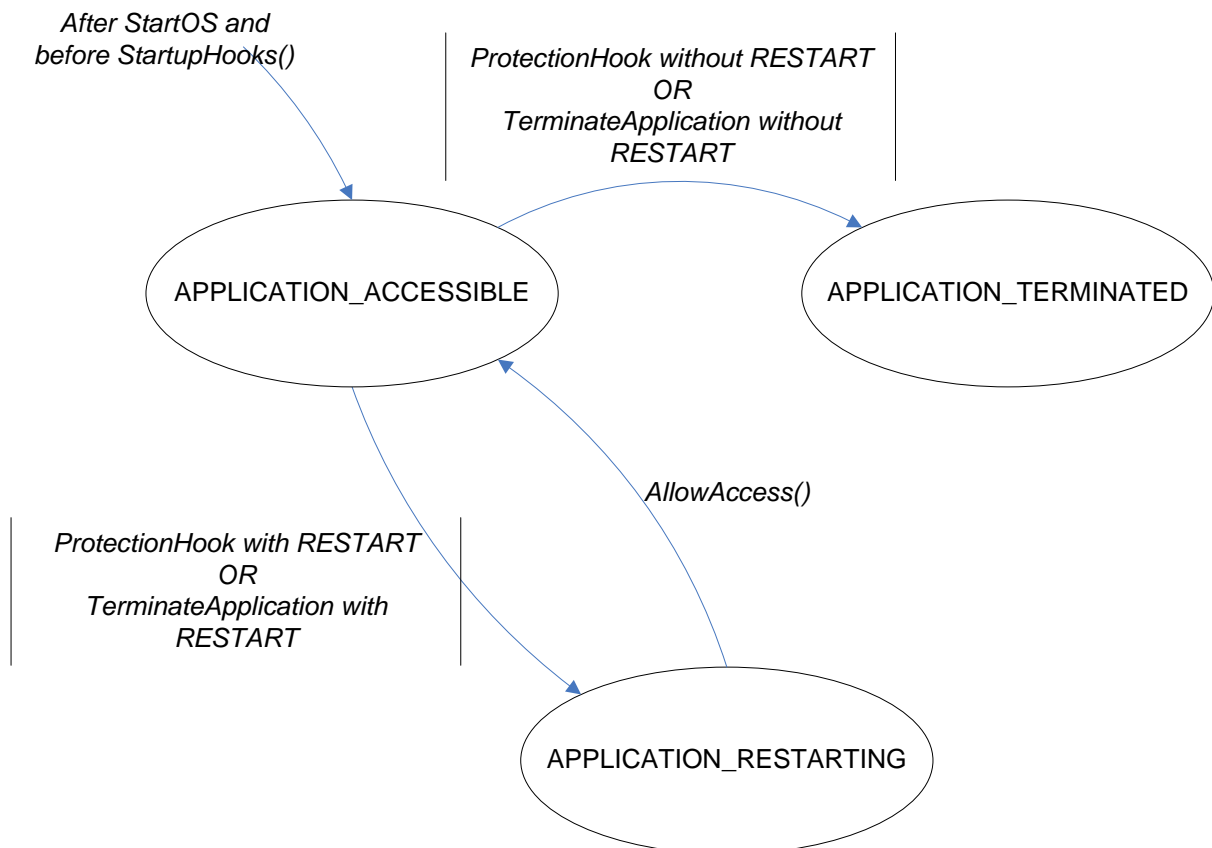 After StartOS and
before StartupHooks()
ProtectionHook without RESTART
OR
TerminateApplication without
RESTART
APPLICATION_ACCESSIBLE
APPLICATION_TERMINATED
AllowAccess()
ProtectionHook with RESTART
OR
TerminateApplication with
RESTART
APPLICATION_RESTARTING